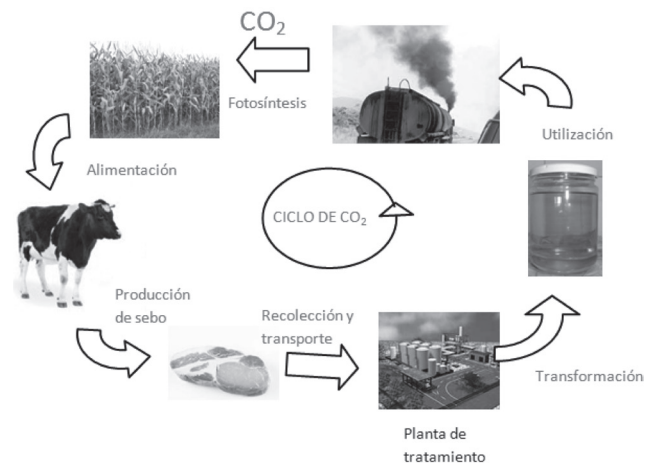 CO₂
Fotosíntesis
Utilización
Alimentación
CICLO DE CO₂
Producción
de sebo
Recolección y
transporte
Transformación
Planta de
tratamiento